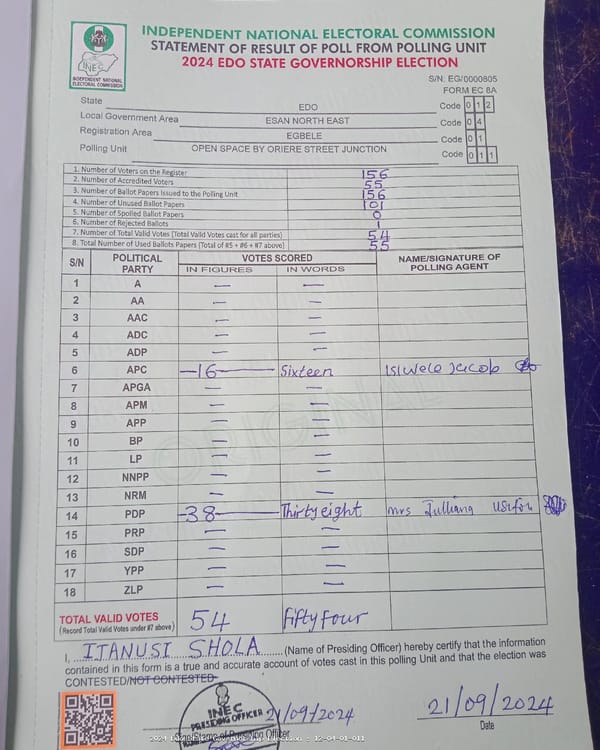 INDEPENDENT NATIONAL ELECTORAL COMMISSION
STATEMENT OF RESULT OF POLL FROM POLLING UNIT
2024 EDO STATE GOVERNORSHIP ELECTION
INEC
INDEPENDENT NATIONAL ELECTORAL COMMISSION
S/N: EG/0000805
FORM EC 8A
State EDO Code 0 1 2
Local Government Area ESAN NORTH EAST Code 0 4
Registration Area EGBELE Code 0 1
Polling Unit OPEN SPACE BY ORIERE STREET JUNCTION Code 0 1 1
1. Number of Voters on the Register 156
2. Number of Accredited Voters 55
3. Number of Ballot Papers Issued to the Polling Unit 156
4. Number of Unused Ballot Papers 101
5. Number of Spoilled Ballot Papers 0
6. Number of Rejected Ballots 1
7. Number of Total Valid Votes (Total Valid Votes cast for all parties) 54
8. Total Number of Used Ballots Papers (Total of #5 + #6 + #7 above) 55
S/N POLITICAL PARTY VOTES SCORED NAME/SIGNATURE OF POLLING AGENT
IN FIGURES IN WORDS
1 A — —
2 AA — —
3 AAC — —
4 ADC — —
5 ADP — —
6 APC —16— Sixteen Isiwele Jacob
7 APGA — —
8 APM — —
9 APP — —
10 BP — —
11 LP — —
12 NNPP — —
13 NRM — —
14 PDP —38— Thirty eight mrs Julliana
15 PRP — —
16 SDP — —
17 YPP — —
18 ZLP — —
ORIGINAL
TOTAL VALID VOTES 54 Fifty Four
(Record Total Valid Votes under #7 above)
I, ITANUSI SHOLA (Name of Presiding Officer) hereby certify that the information
contained in this form is a true and accurate account of votes cast in this polling Unit and that the election was
CONTESTED/NOT CONTESTED
INEC
PRESIDING OFFICER
21/09/2024 21/09/2024
Name of Presiding Officer Date
2024 Election - 12-04-01-011